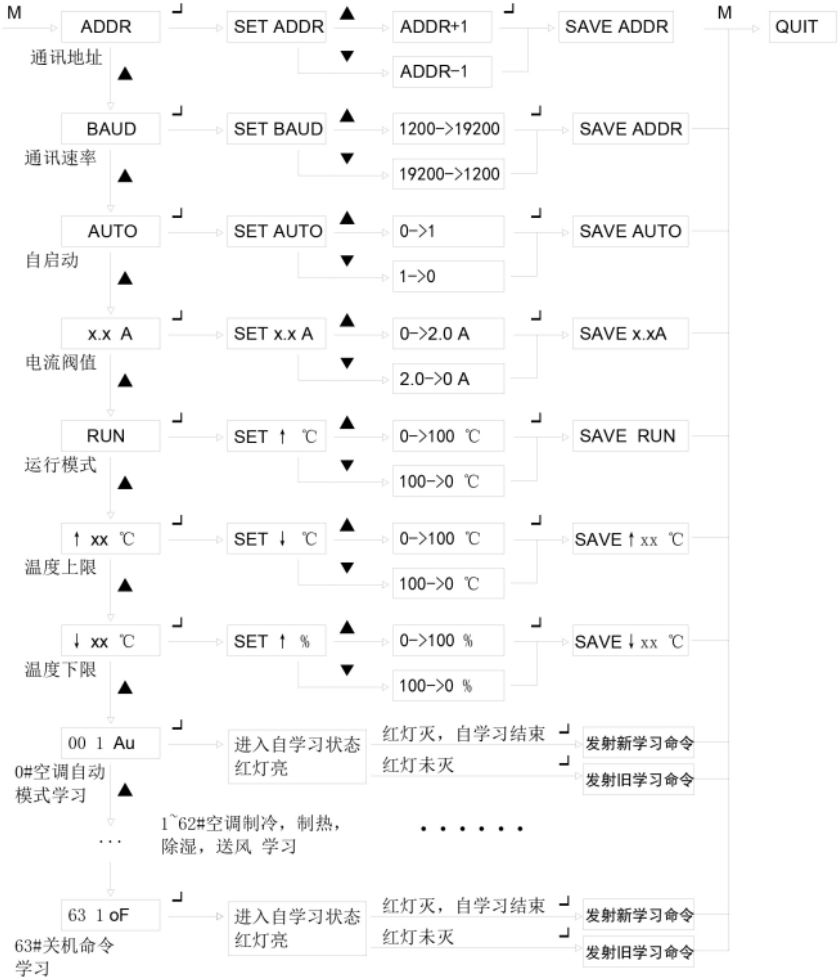 M
ADDR ┘ SET ADDR ▲ ADDR+1 ┘ SAVE ADDR M QUIT
通讯地址 ▲ ▼ ADDR-1
BAUD ┘ SET BAUD ▲ 1200->19200 ┘ SAVE ADDR
通讯速率 ▲ ▼ 19200->1200
AUTO ┘ SET AUTO ▲ 0->1 ┘ SAVE AUTO
自启动 ▲ ▼ 1->0
x.x A ┘ SET x.x A ▲ 0->2.0 A ┘ SAVE x.xA
电流阀值 ▲ ▼ 2.0->0 A
RUN ┘ SET ↑ ℃ ▲ 0->100 ℃ ┘ SAVE RUN
运行模式 ▲ ▼ 100->0 ℃
↑ xx ℃ ┘ SET ↓ ℃ ▲ 0->100 ℃ ┘ SAVE ↑ xx ℃
温度上限 ▲ ▼ 100->0 ℃
↓ xx ℃ ┘ SET ↑ % ▲ 0->100 % ┘ SAVE ↓ xx ℃
温度下限 ▲ ▼ 100->0 %
00 1 Au ┘ 进入自学习状态 红灯灭，自学习结束 ┘ 发射新学习命令
红灯亮 红灯未灭 ┘ 发射旧学习命令
0#空调自动
模式学习 ▲
1~62#空调制冷，制热，
除湿，送风 学习
... ······
63 1 oF ┘ 进入自学习状态 红灯灭，自学习结束 ┘ 发射新学习命令
红灯亮 红灯未灭 ┘ 发射旧学习命令
63#关机命令
学习